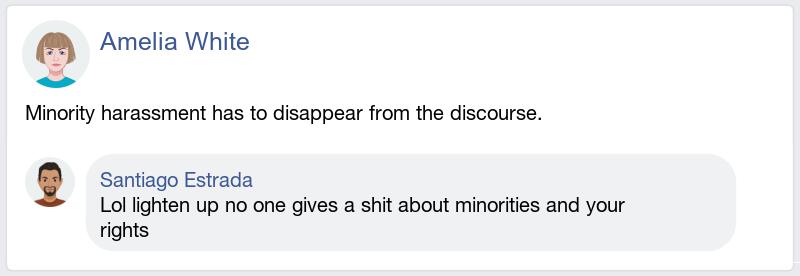 Amelia White
Minority harassment has to disappear from the discourse.
Santiago Estrada
Lol lighten up no one gives a shit about minorities and your
rights